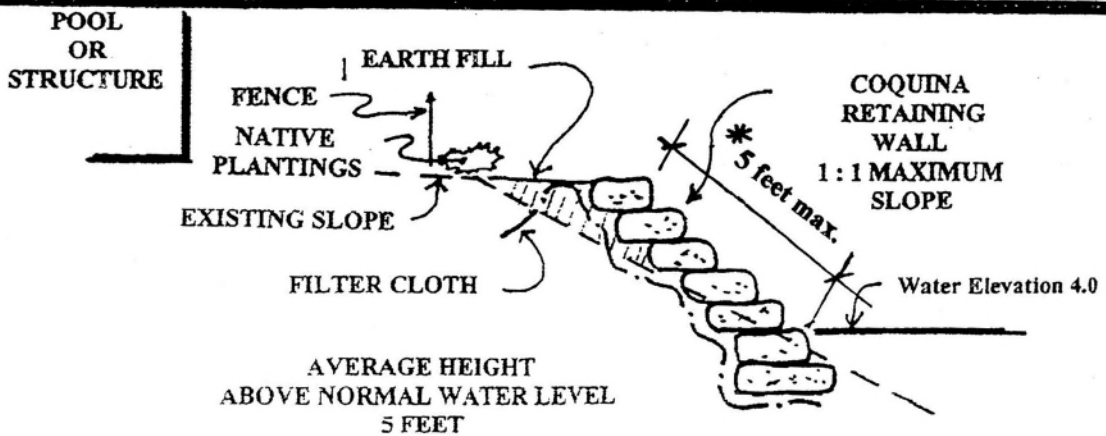 POOL
OR
STRUCTURE
EARTH FILL
FENCE
NATIVE
PLANTINGS
EXISTING SLOPE
FILTER CLOTH
COQUINA
RETAINING
WALL
1 : 1 MAXIMUM
SLOPE
* 5 feet max.
Water Elevation 4.0
AVERAGE HEIGHT
ABOVE NORMAL WATER LEVEL
5 FEET